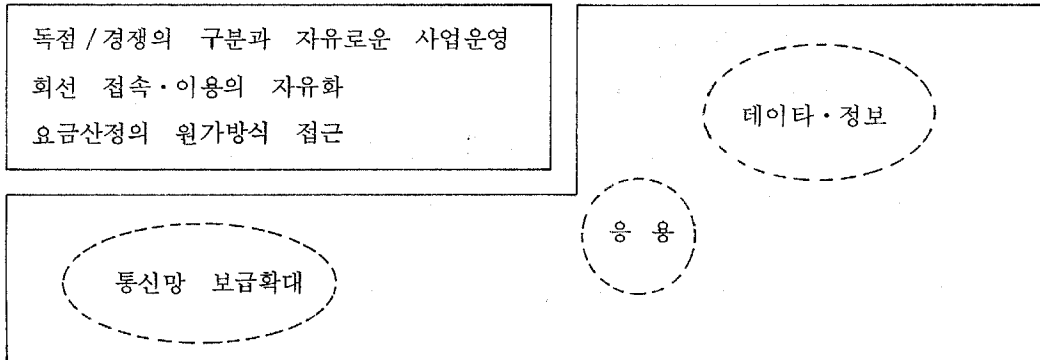 독점/경쟁의 구분과 자유로운 사업운영
회선 접속·이용의 자유화
요금산정의 원가방식 접근
데이타·정보
응 용
통신망 보급확대